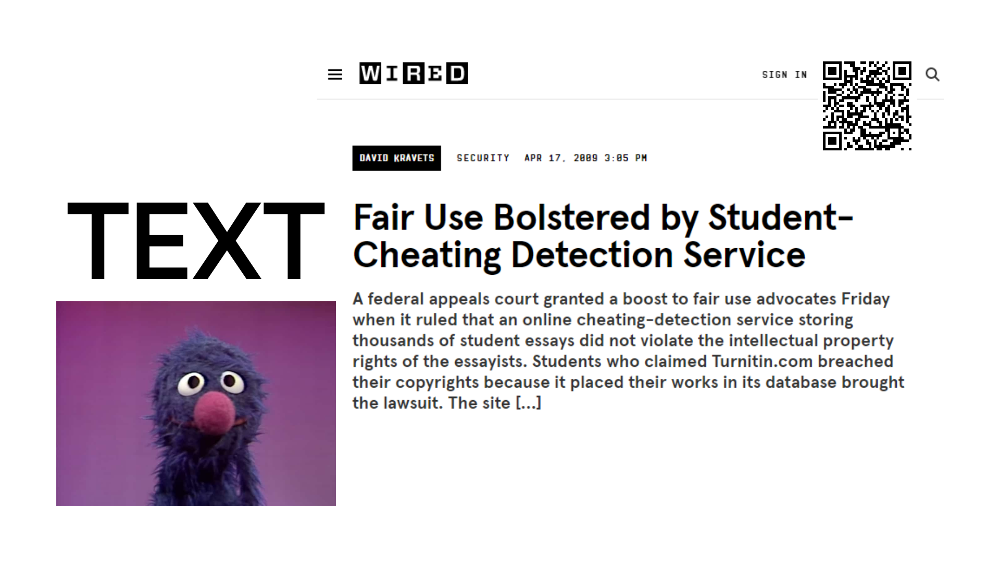 WIRED
SIGN IN
DAVID KRAVETS SECURITY APR 17, 2009 3:05 PM
TEXT
Fair Use Bolstered by Student-
Cheating Detection Service
A federal appeals court granted a boost to fair use advocates Friday
when it ruled that an online cheating-detection service storing
thousands of student essays did not violate the intellectual property
rights of the essayists. Students who claimed Turnitin.com breached
their copyrights because it placed their works in its database brought
the lawsuit. The site [...]